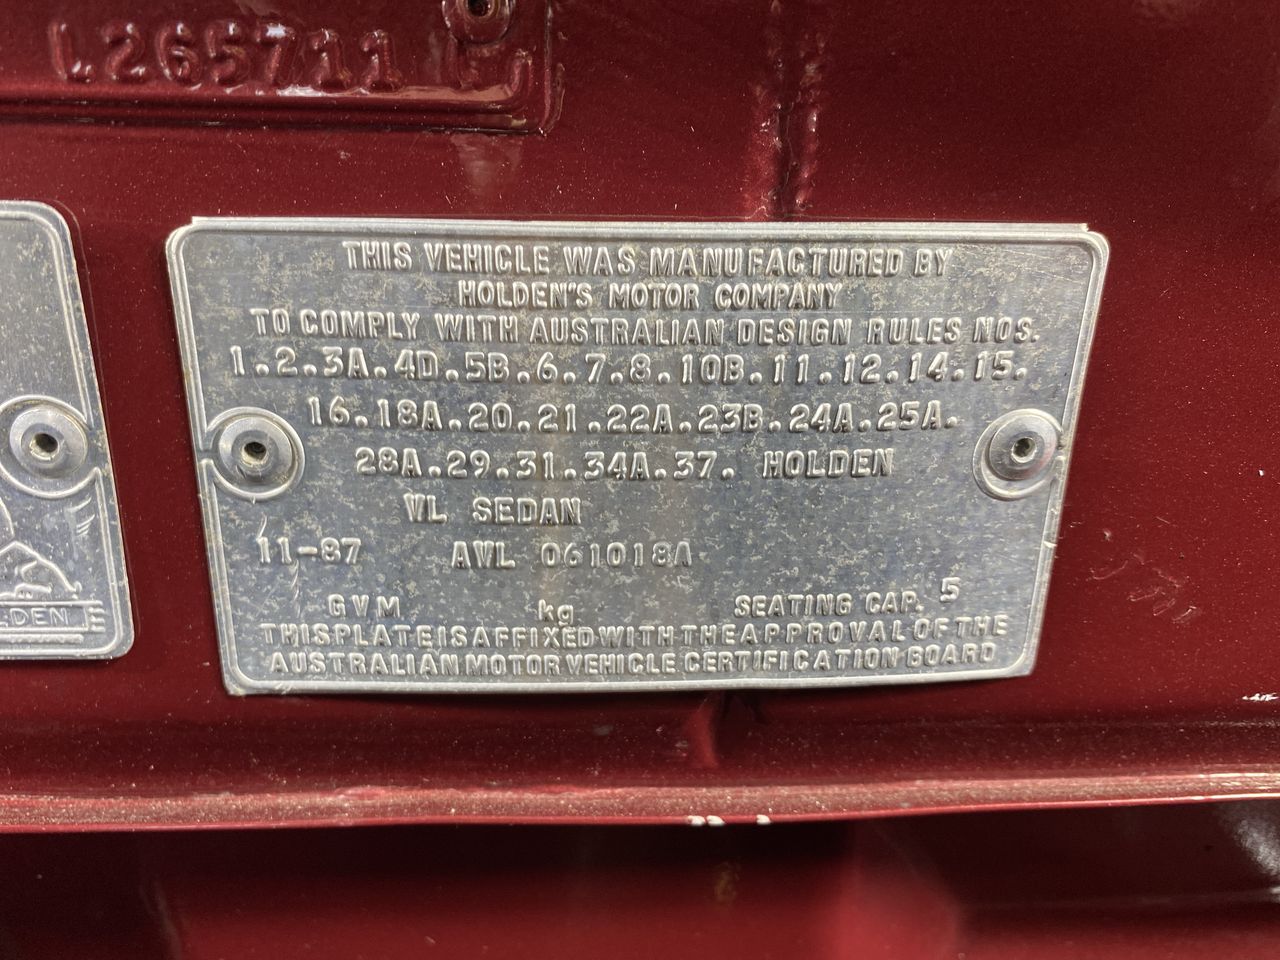 L265711
THIS VEHICLE WAS MANUFACTURED BY
HOLDEN'S MOTOR COMPANY
TO COMPLY WITH AUSTRALIAN DESIGN RULES NOS.
1.2.3A.4D.5B.6.7.8.10B.11.12.14.15.
16.18A.20.21.22A.23B.24A.25A.
28A.29.31.34A.37. HOLDEN
VL SEDAN
11-87 AVL 061018A
GVM kg SEATING CAP. 5
THIS PLATE IS AFFIXED WITH THE APPROVAL OF THE
AUSTRALIAN MOTOR VEHICLE CERTIFICATION BOARD